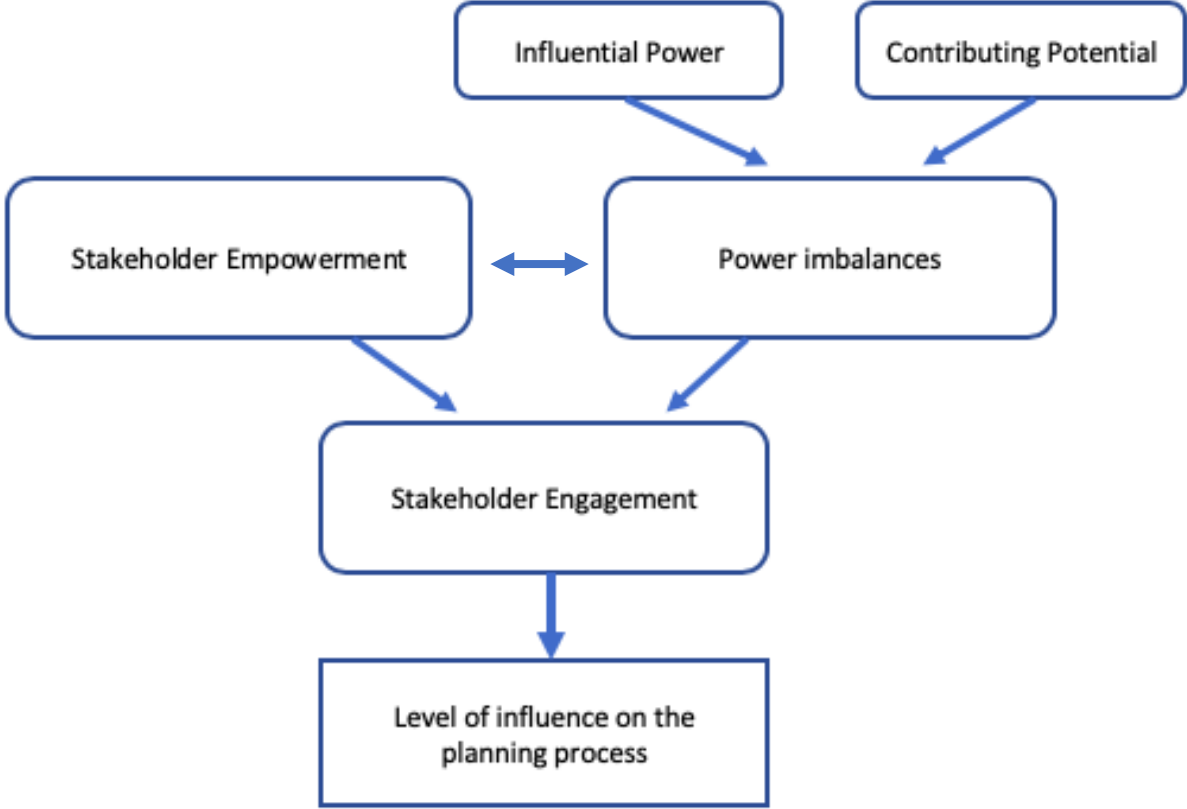 Influential Power
Contributing Potential
Stakeholder Empowerment
Power imbalances
Stakeholder Engagement
Level of influence on the
planning process